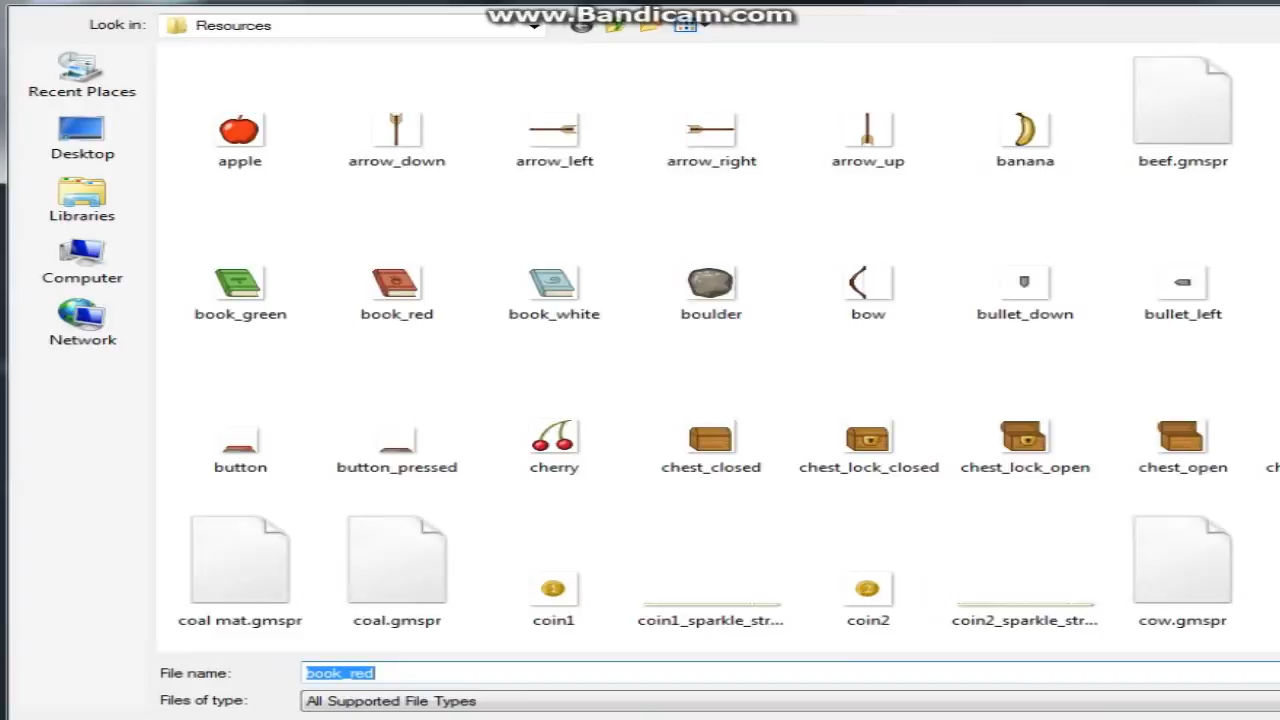 www.Bandicam.com
Look in: Resources
Recent Places
Desktop
Libraries
Computer
Network
apple arrow_down arrow_left arrow_right arrow_up banana beef.gmspr
book_green book_red book_white boulder bow bullet_down bullet_left
button button_pressed cherry chest_closed chest_lock_closed chest_lock_open chest_open ch
coal mat.gmspr coal.gmspr coin1 coin1_sparkle_str... coin2 coin2_sparkle_str... cow.gmspr
File name: book_red
Files of type: All Supported File Types